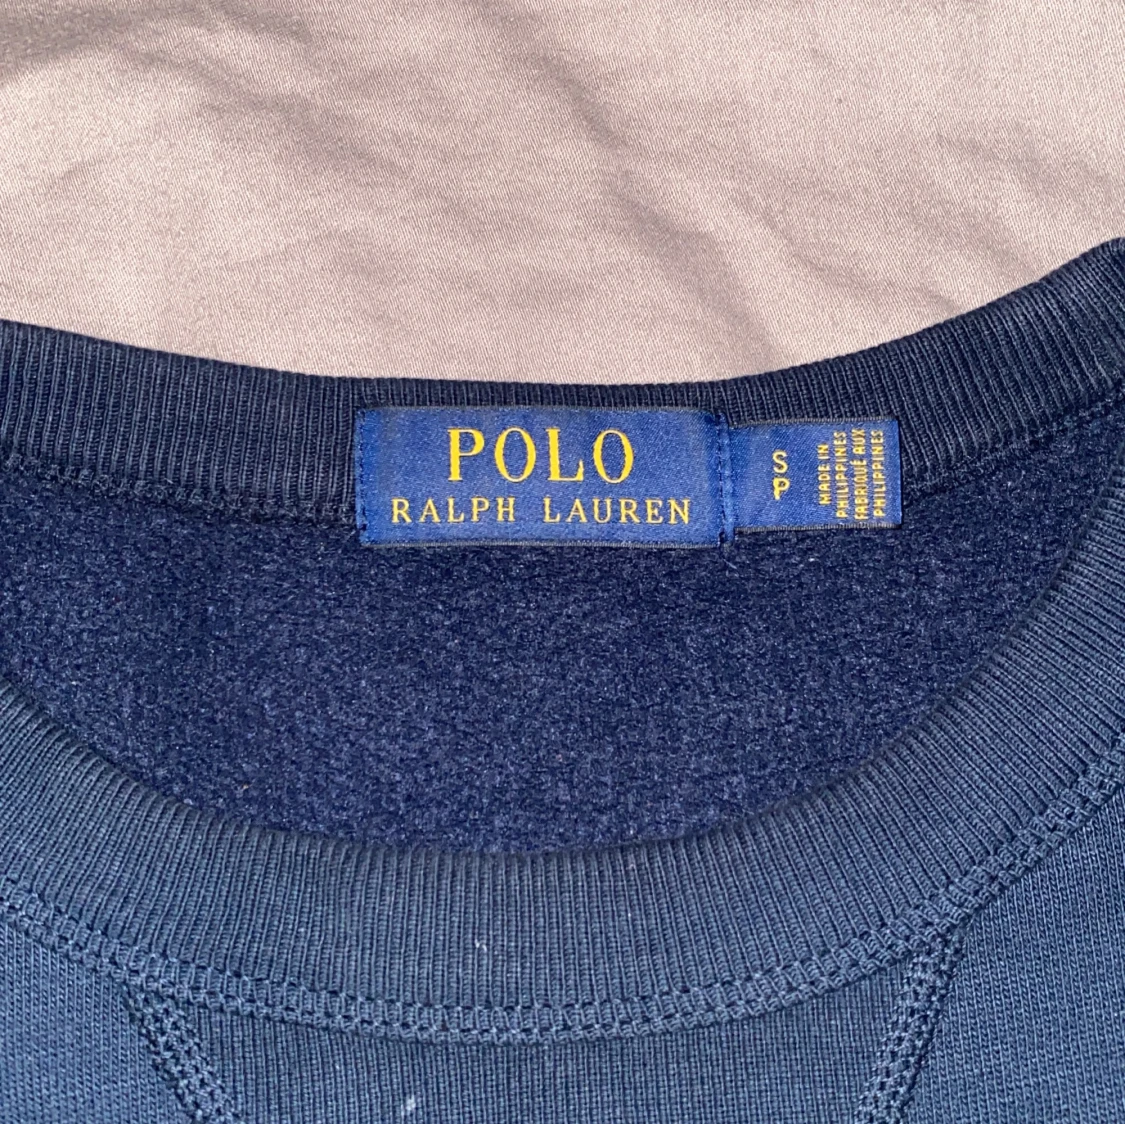 POLO
RALPH LAUREN
S
P
MADE IN
PHILIPPINES
FABRIQUÉ AUX
PHILIPPINES